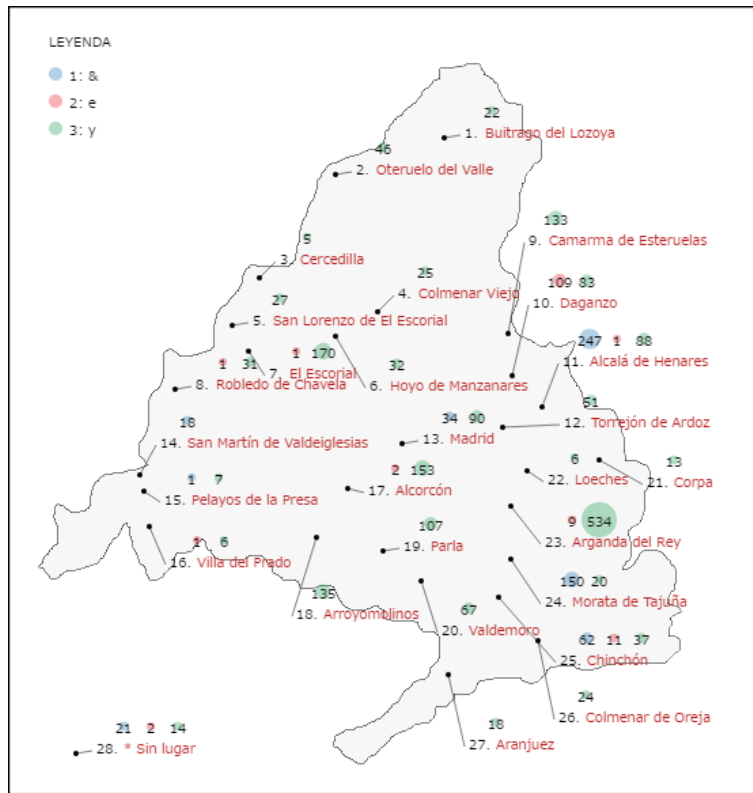 LEYENDA
1: &
2: e
3: y
22
1. Buitrago del Lozoya
46
2. Oteruelo del Valle
133
9. Camarma de Esteruelas
5
3. Cercedilla
25
4. Colmenar Viejo
109 83
10. Daganzo
27
5. San Lorenzo de El Escorial
247 1 88
11. Alcalá de Henares
1 170
7. El Escorial
1 31
8. Robledo de Chavela
32
6. Hoyo de Manzanares
51
12. Torrejón de Ardoz
18
14. San Martín de Valdeiglesias
34 90
13. Madrid
6
22. Loeches
13
21. Corpa
1 7
15. Pelayos de la Presa
2 153
17. Alcorcón
9 534
23. Arganda del Rey
107
19. Parla
1 6
16. Villa del Prado
150 20
24. Morata de Tajuña
135
18. Arroyomolinos
67
20. Valdemoro
62 11 37
25. Chinchón
24
26. Colmenar de Oreja
18
27. Aranjuez
21 2 14
28. * Sin lugar